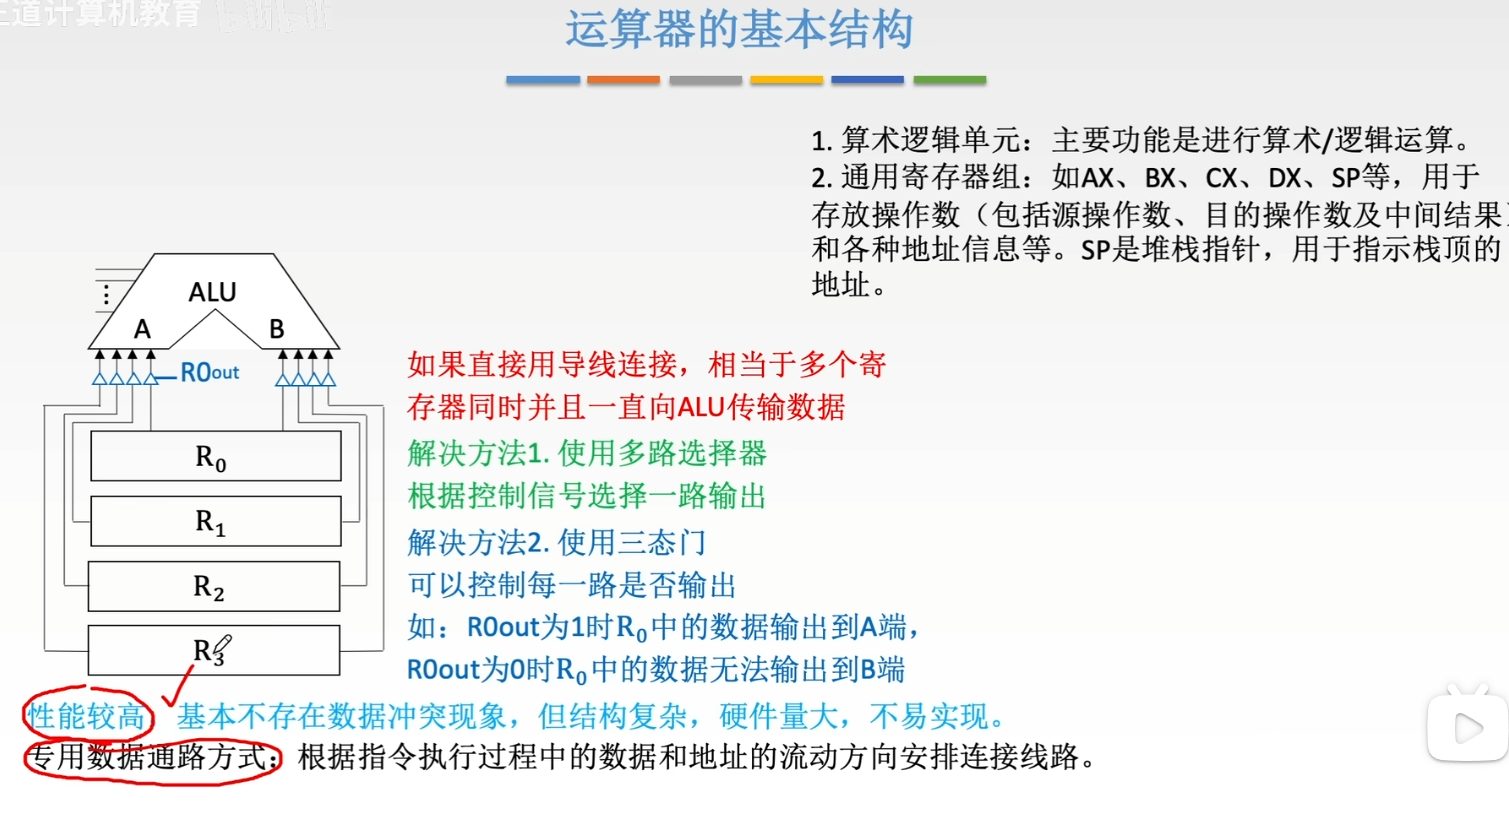 王道计算机教育 bilibili
运算器的基本结构
1. 算术逻辑单元：主要功能是进行算术/逻辑运算。
2. 通用寄存器组：如AX、BX、CX、DX、SP等，用于
存放操作数（包括源操作数、目的操作数及中间结果）
和各种地址信息等。SP是堆栈指针，用于指示栈顶的
地址。
ALU
A
B
R0out
R0
R1
R2
R3
如果直接用导线连接，相当于多个寄
存器同时并且一直向ALU传输数据
解决方法1. 使用多路选择器
根据控制信号选择一路输出
解决方法2. 使用三态门
可以控制每一路是否输出
如：R0out为1时R0中的数据输出到A端，
R0out为0时R0中的数据无法输出到B端
性能较高，基本不存在数据冲突现象，但结构复杂，硬件量大，不易实现。
专用数据通路方式：根据指令执行过程中的数据和地址的流动方向安排连接线路。